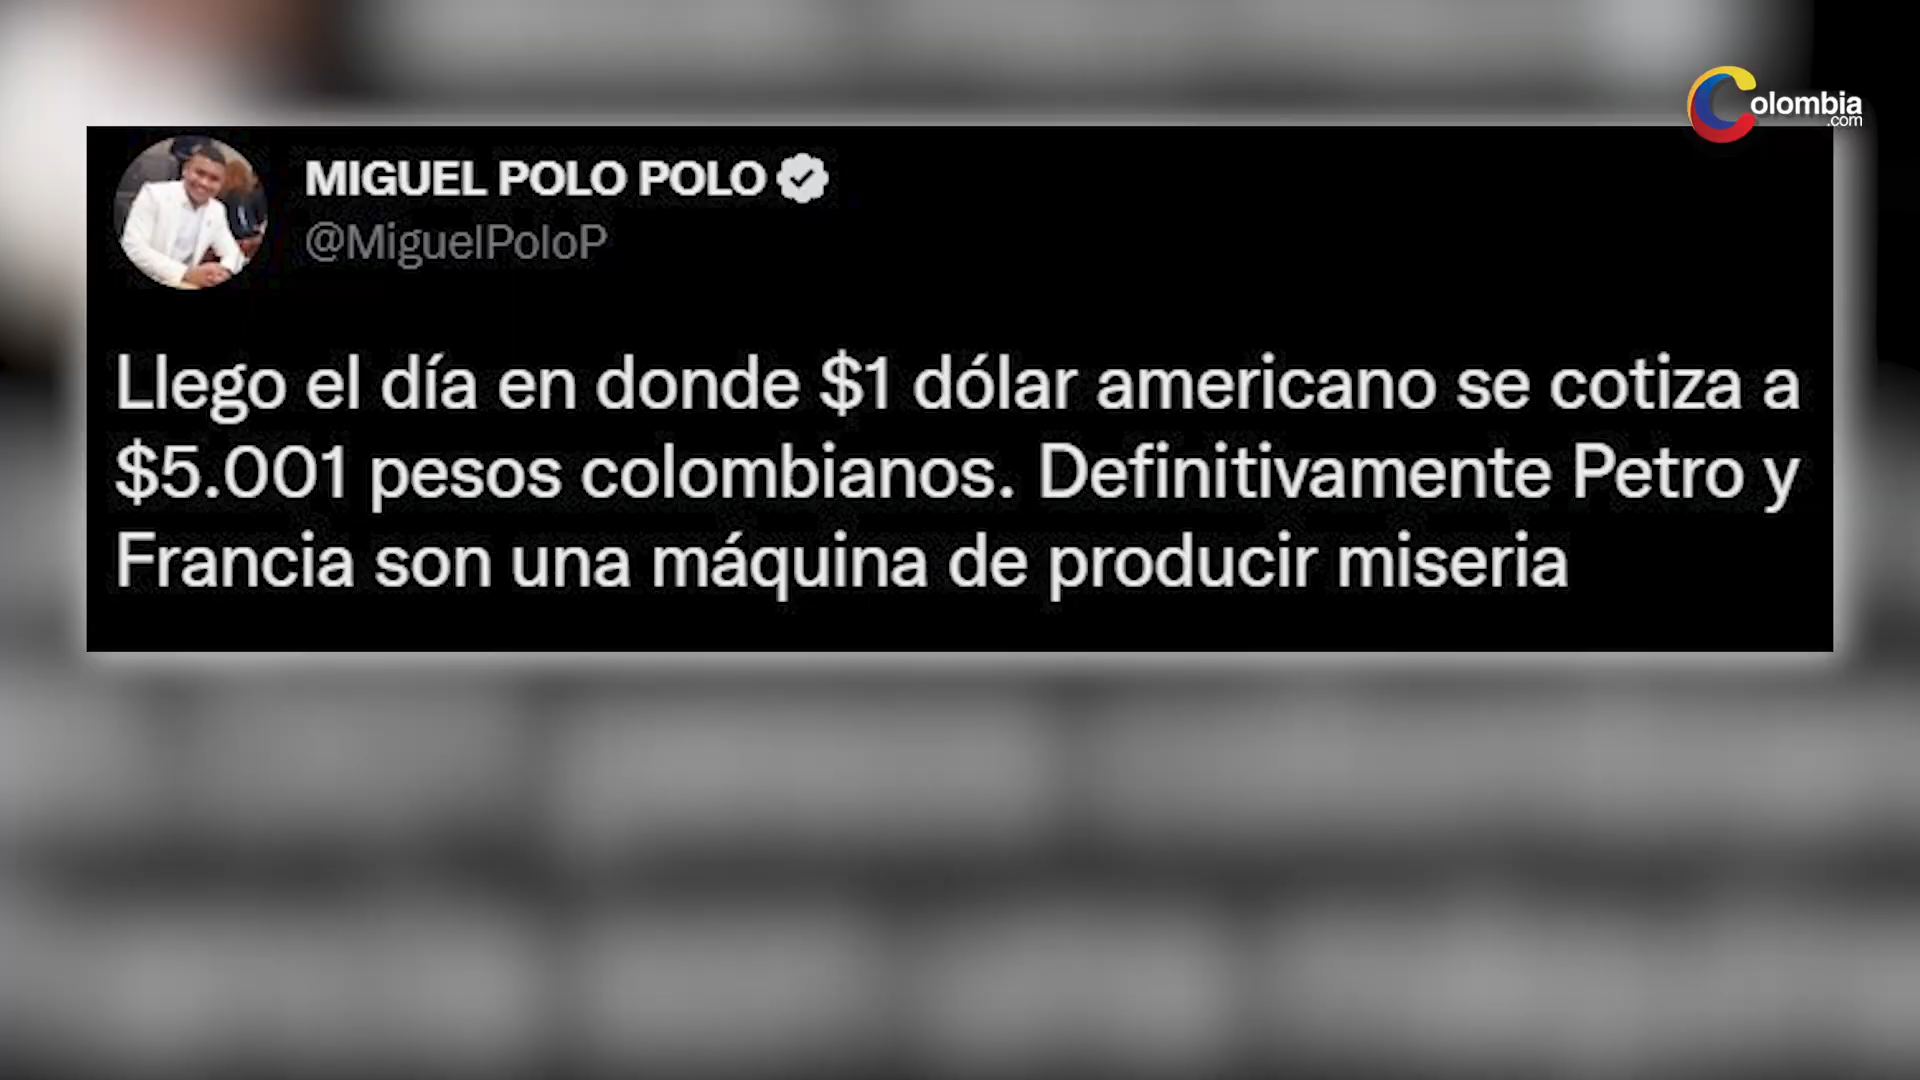 Colombia
.com
MIGUEL POLO POLO
@MiguelPoloP
Llego el día en donde $1 dólar americano se cotiza a
$5.001 pesos colombianos. Definitivamente Petro y
Francia son una máquina de producir miseria